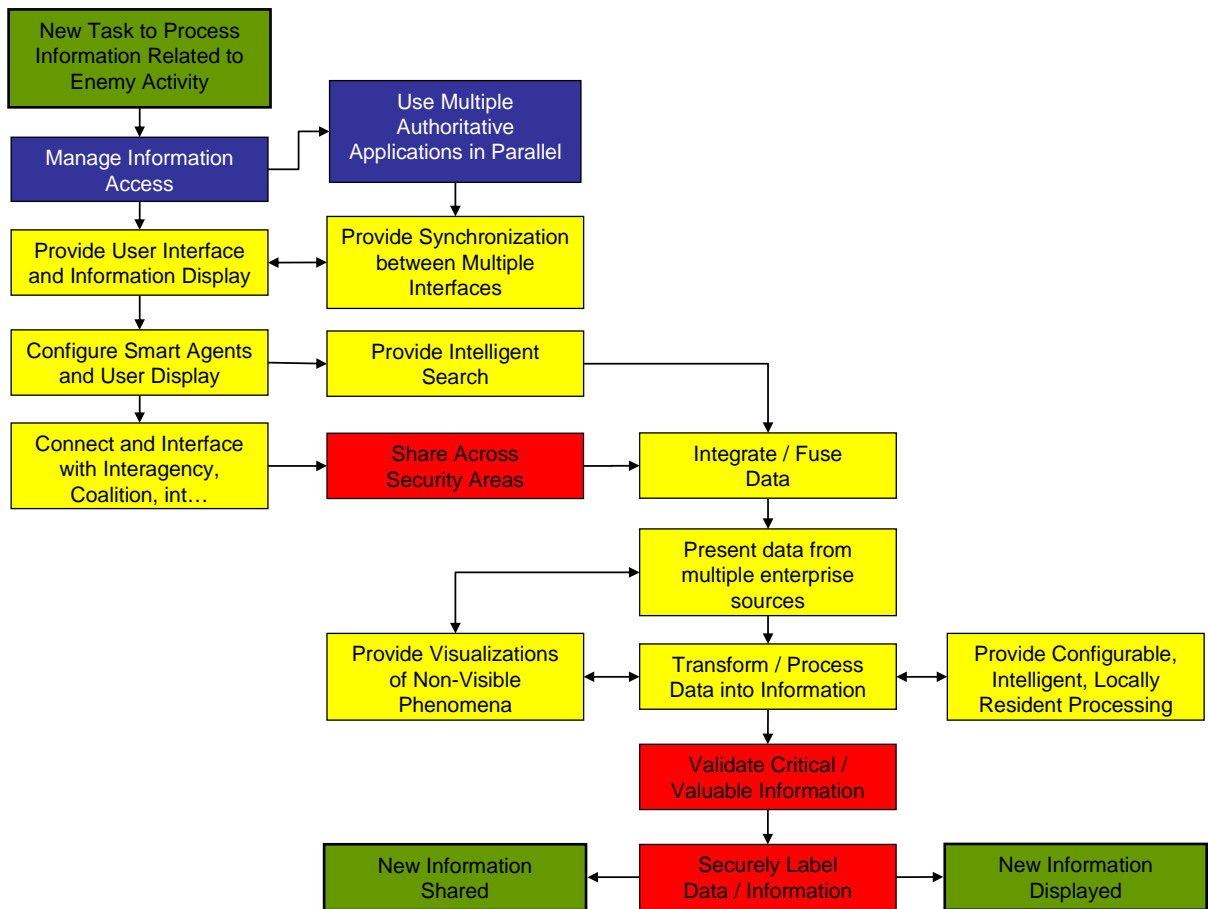 New Task to Process
Information Related to
Enemy Activity
Use Multiple
Authoritative
Applications in Parallel
Manage Information
Access
Provide User Interface
and Information Display
Provide Synchronization
between Multiple
Interfaces
Configure Smart Agents
and User Display
Provide Intelligent
Search
Connect and Interface
with Interagency,
Coalition, int…
Share Across
Security Areas
Integrate / Fuse
Data
Present data from
multiple enterprise
sources
Provide Visualizations
of Non-Visible
Phenomena
Transform / Process
Data into Information
Provide Configurable,
Intelligent, Locally
Resident Processing
Validate Critical /
Valuable Information
New Information
Shared
Securely Label
Data / Information
New Information
Displayed